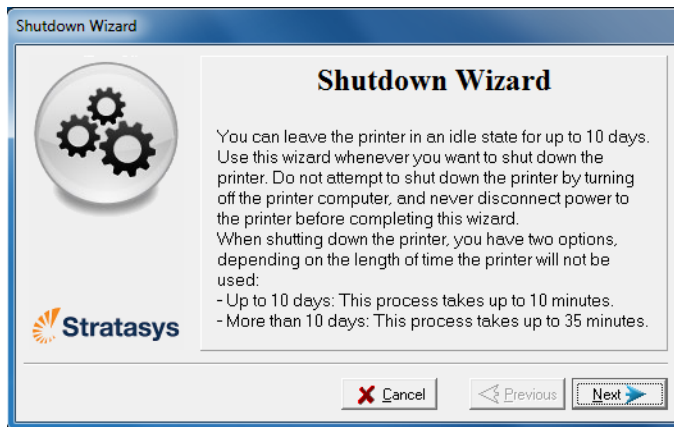 Shutdown Wizard
Shutdown Wizard
You can leave the printer in an idle state for up to 10 days.
Use this wizard whenever you want to shut down the
printer. Do not attempt to shut down the printer by turning
off the printer computer, and never disconnect power to
the printer before completing this wizard.
When shutting down the printer, you have two options,
depending on the length of time the printer will not be
used:
- Up to 10 days: This process takes up to 10 minutes.
- More than 10 days: This process takes up to 35 minutes.
Stratasys
Cancel
Previous
Next